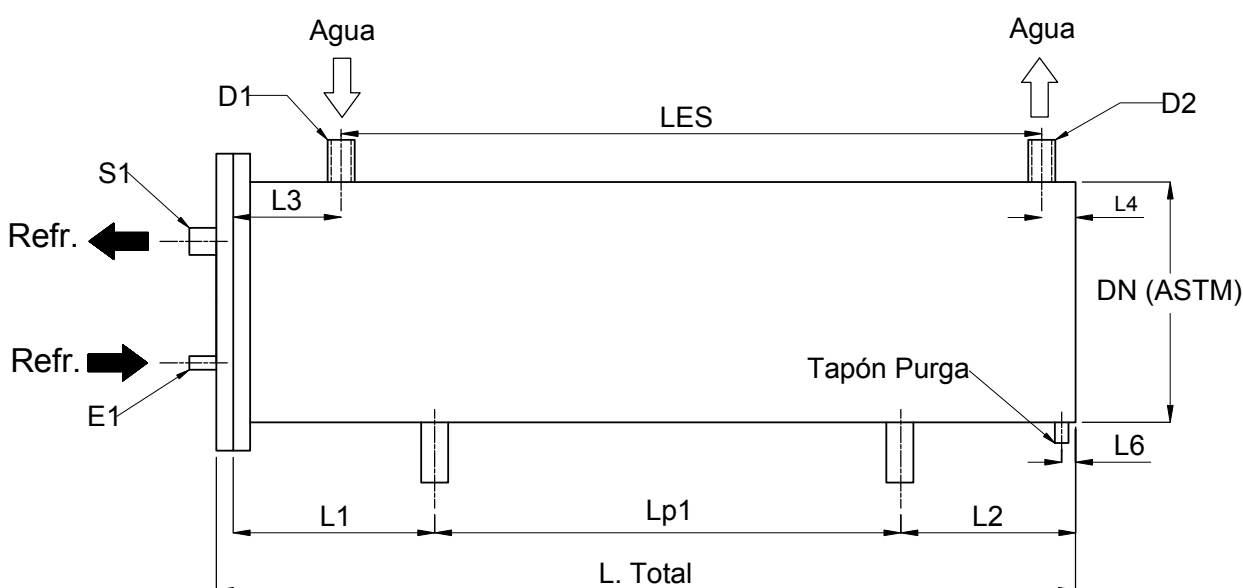 Agua
Agua
D1
LES
D2
S1
L3
L4
Refr.
DN (ASTM)
Refr.
Tapón Purga
E1
L6
L1
Lp1
L2
L. Total